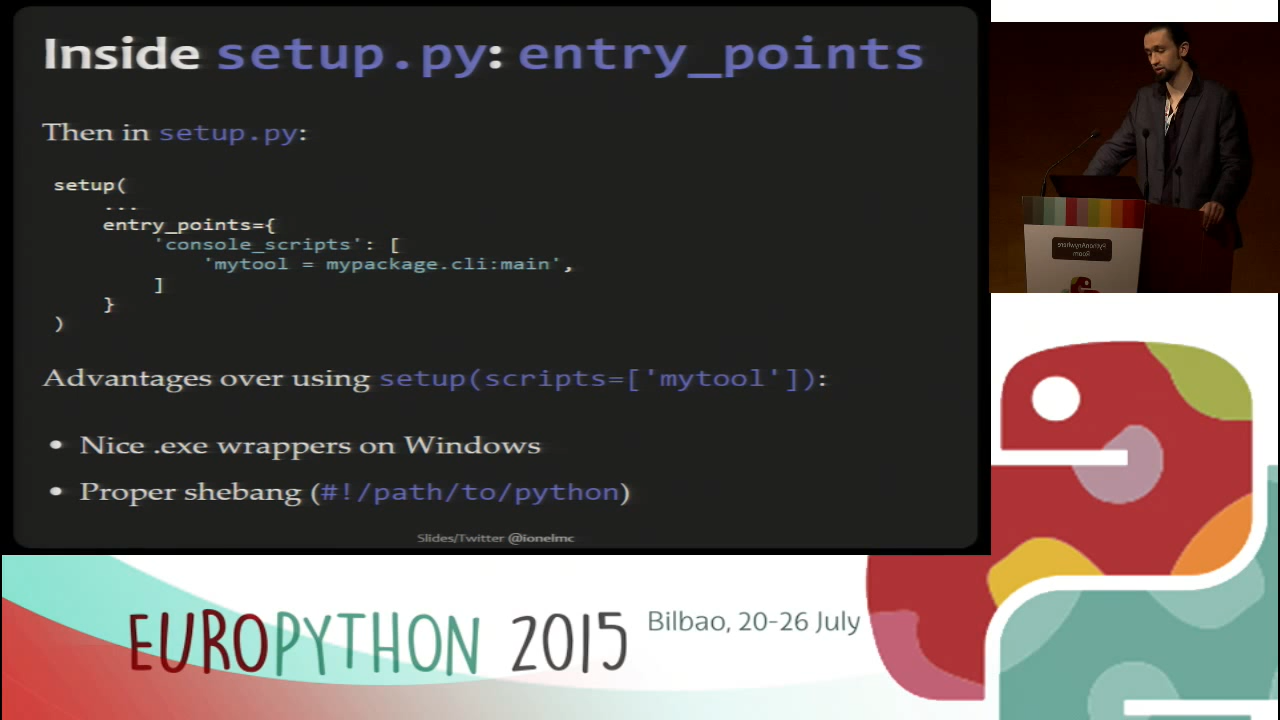 Inside setup.py: entry_points
Then in setup.py:
setup(
...
entry_points={
'console_scripts': [
'mytool = mypackage.cli:main',
]
}
)
Advantages over using setup(scripts=['mytool']):
• Nice .exe wrappers on Windows
• Proper shebang (#!/path/to/python)
Slides/Twitter @ionelmc
PythonAnywhere
Room
EUROPYTHON 2015
Bilbao, 20-26 July